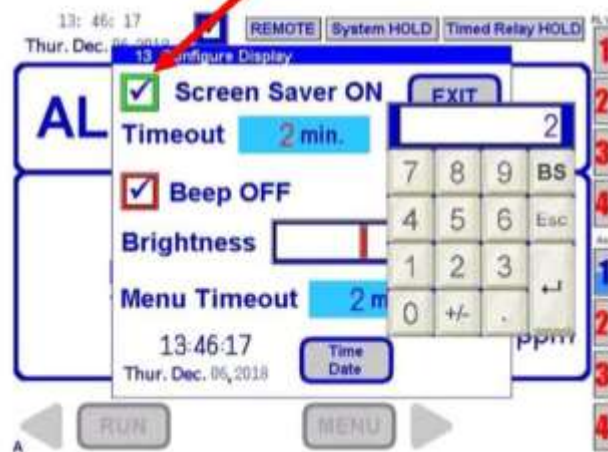 13: 46: 17 REMOTE System HOLD Timed Relay HOLD
Thur. Dec. 06, 2018
13 Configure Display
Screen Saver ON EXIT
AL
Timeout 2 min.
2
7 8 9 BS
Beep OFF
4 5 6 Esc
Brightness
1 2 3
Menu Timeout 2 m
0 +/- .
13:46:17 Time ppm
Thur. Dec. 06, 2018 Date
RUN MENU
A
1
2
3
4
1
2
3
4